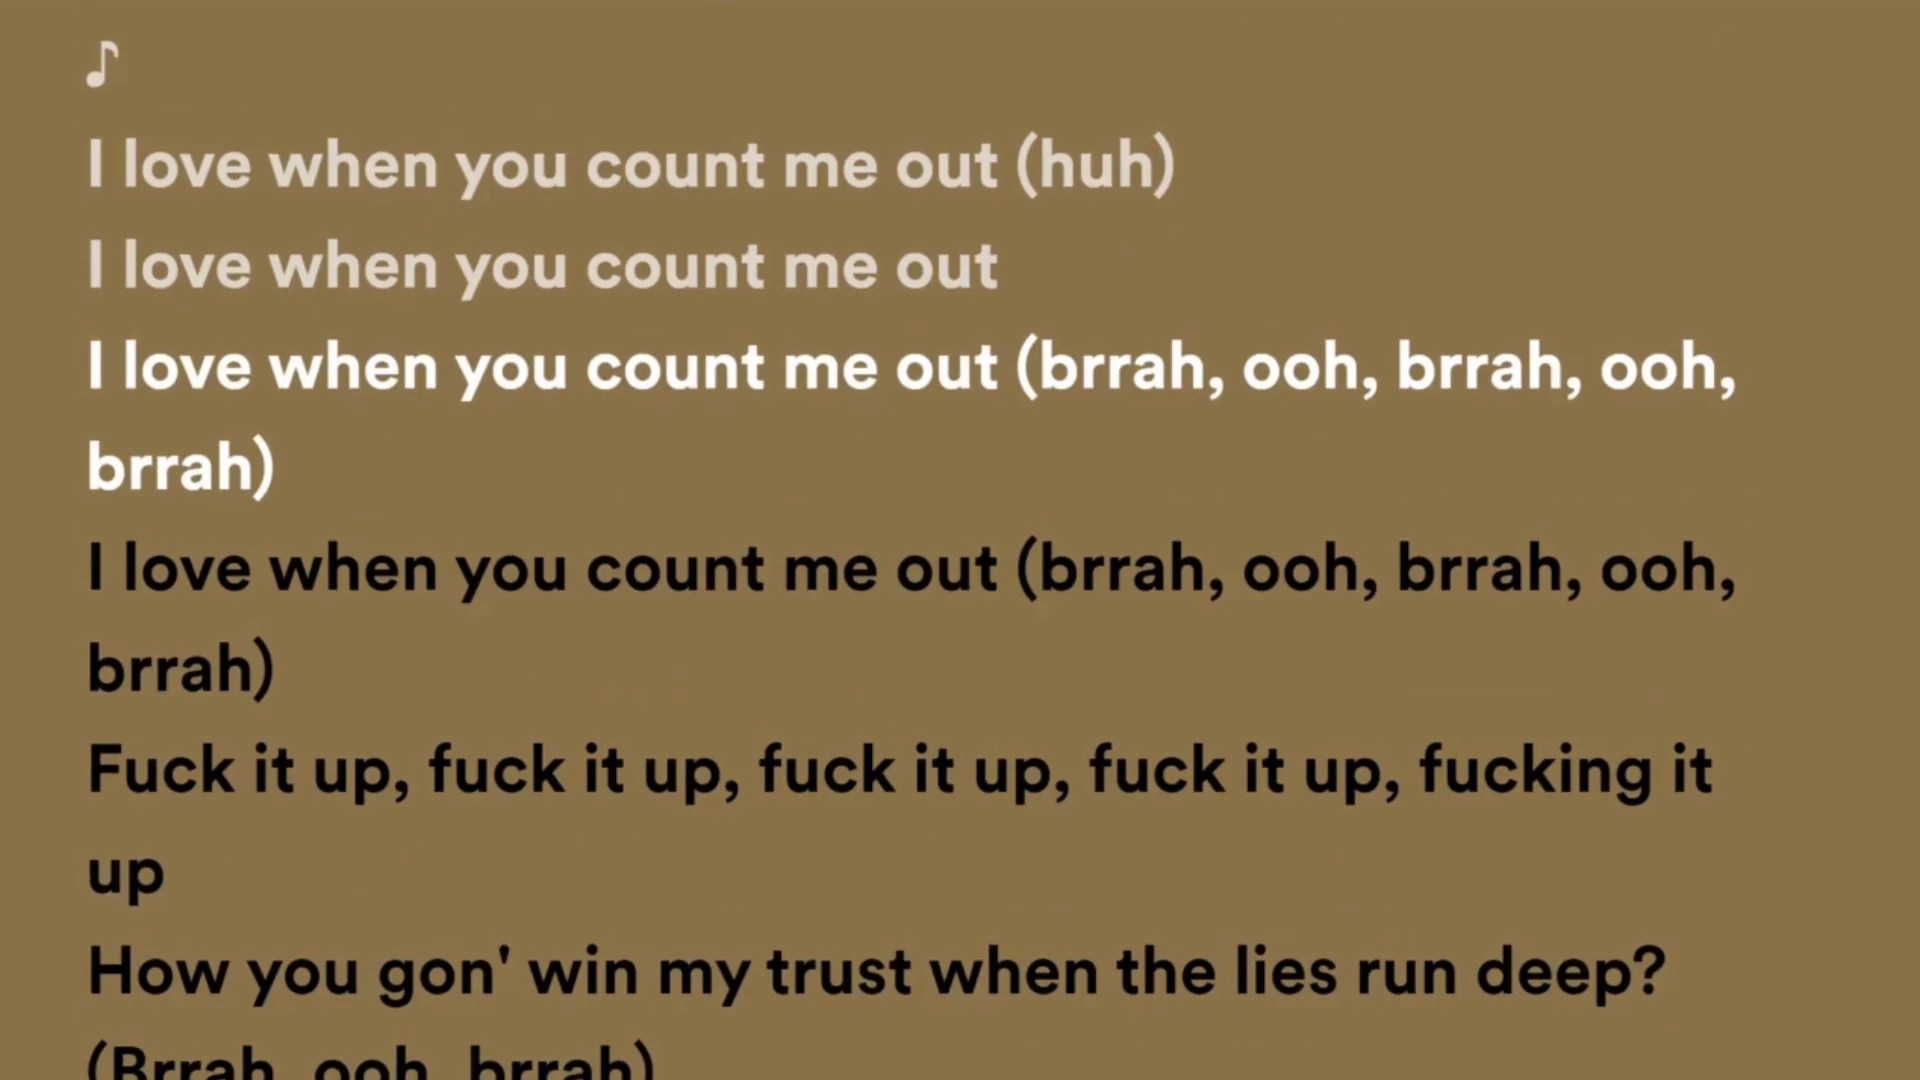 ♪
I love when you count me out (huh)
I love when you count me out
I love when you count me out (brrah, ooh, brrah, ooh,
brrah)
I love when you count me out (brrah, ooh, brrah, ooh,
brrah)
Fuck it up, fuck it up, fuck it up, fuck it up, fucking it
up
How you gon' win my trust when the lies run deep?
(Brrah, ooh, brrah)